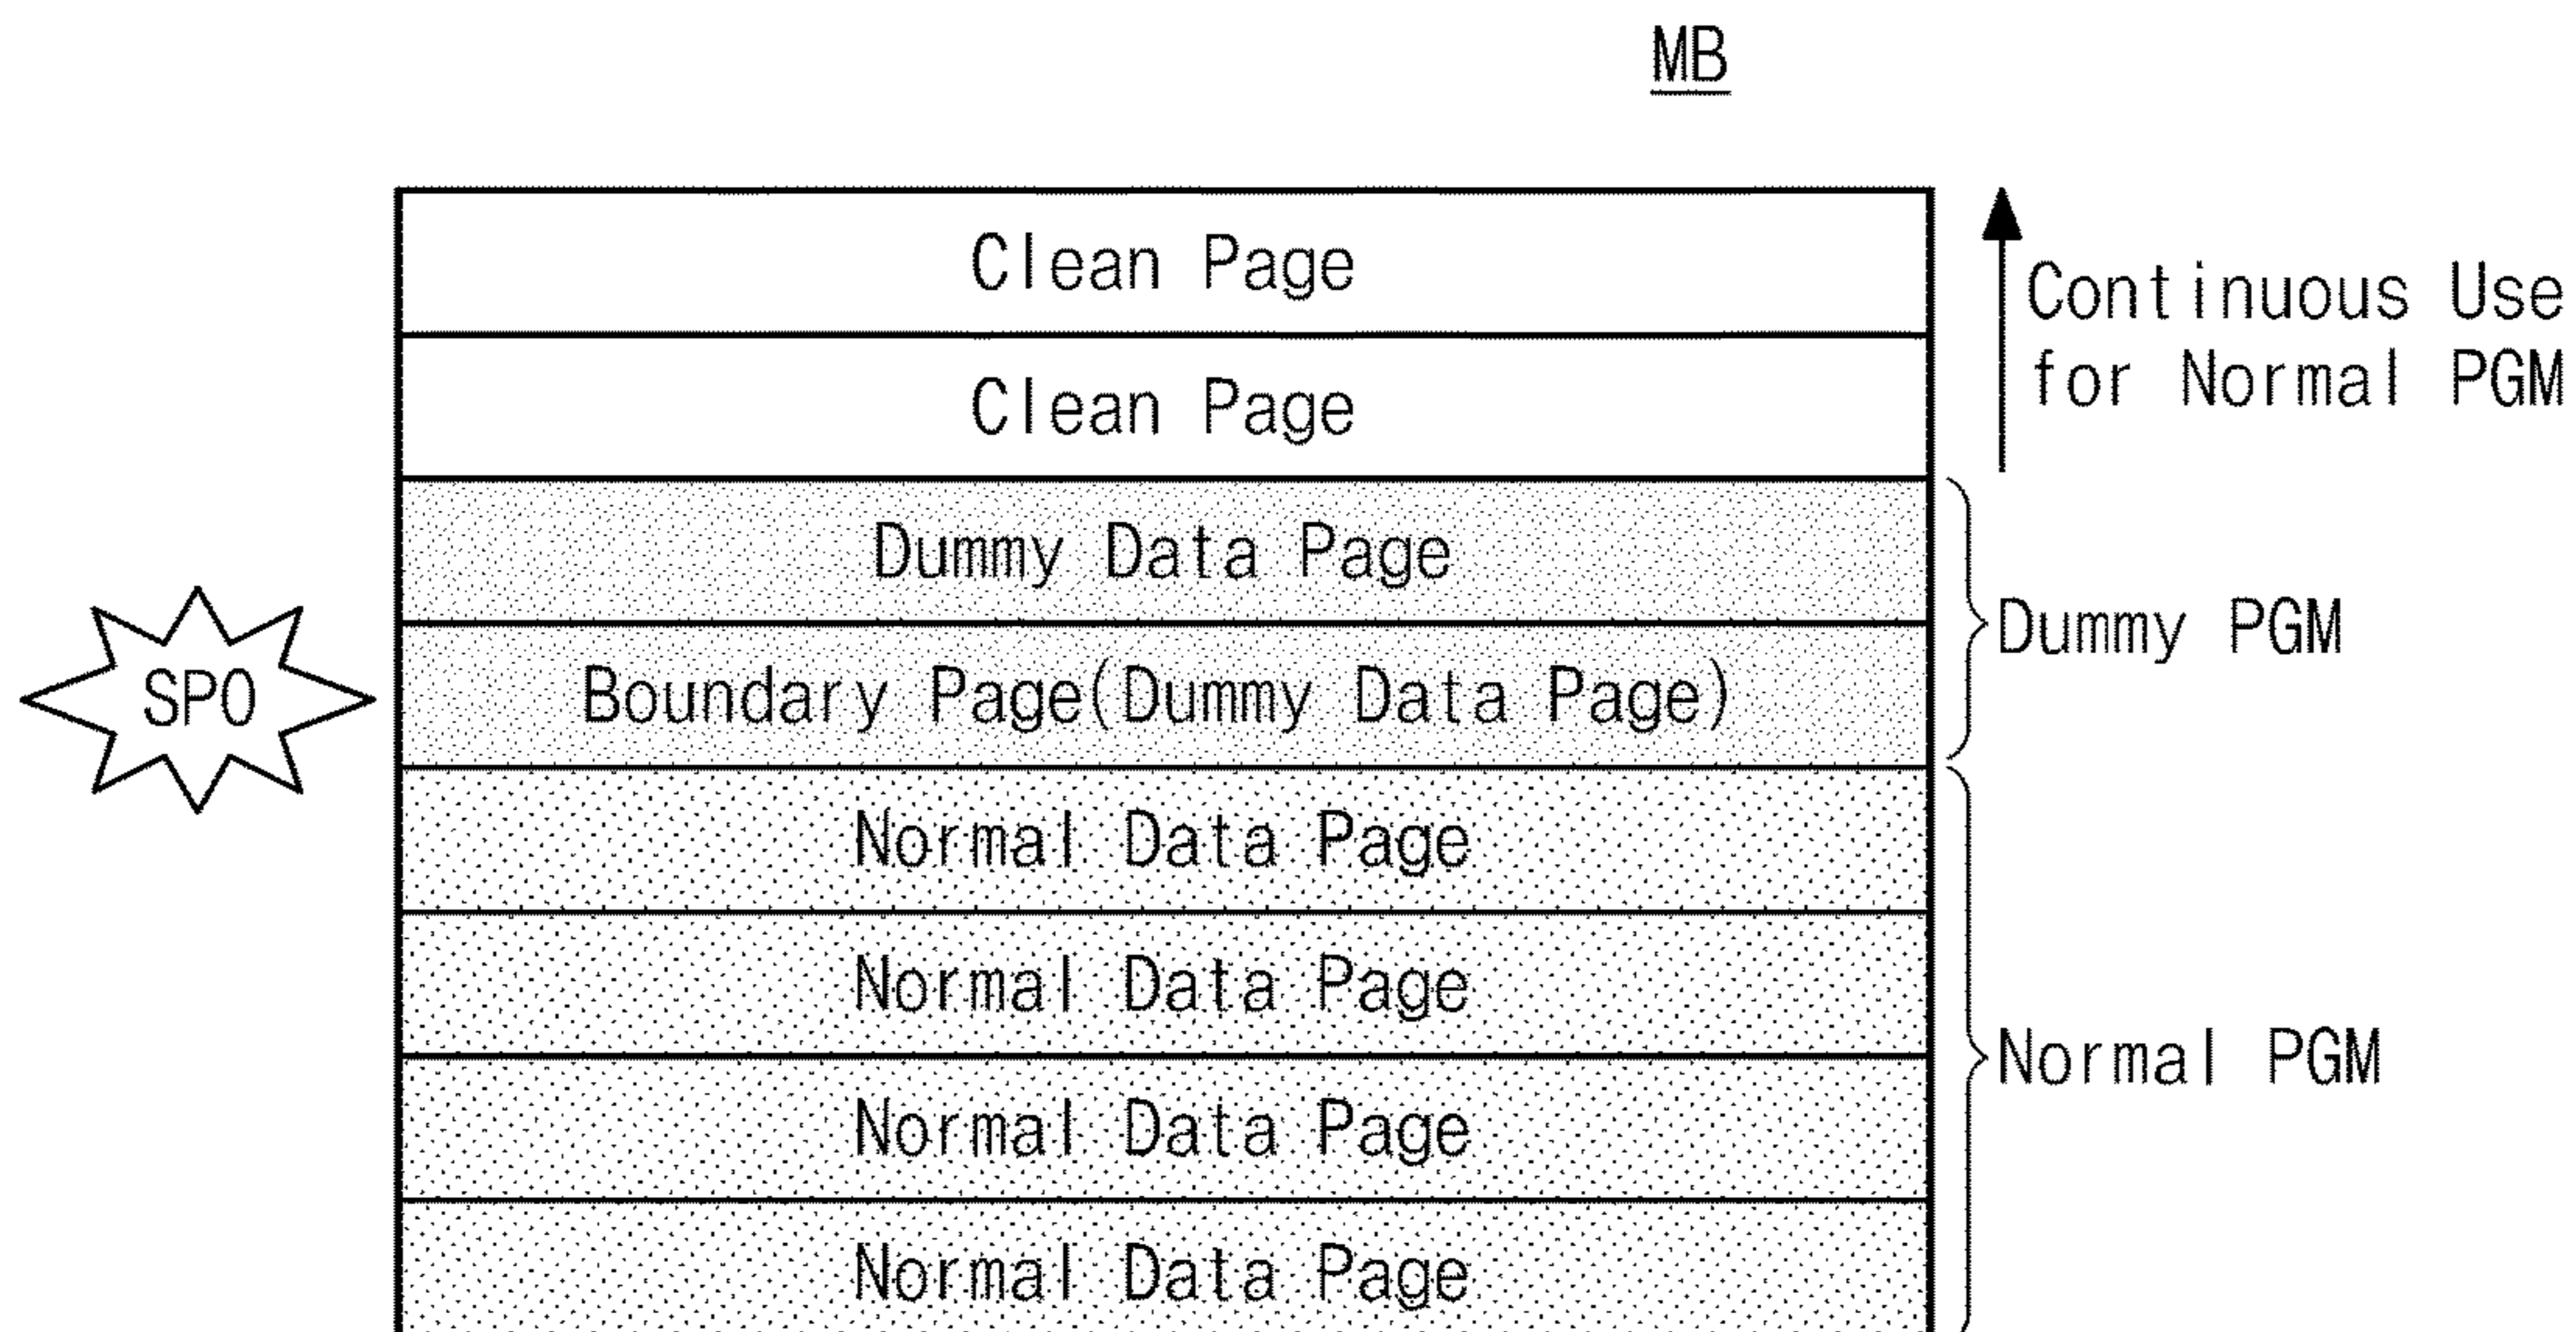 MB
Clean Page
Continuous Use
for Normal PGM
Clean Page
Dummy Data Page
Dummy PGM
SPO
Boundary Page(Dummy Data Page)
Normal Data Page
Normal Data Page
Normal PGM
Normal Data Page
Normal Data Page